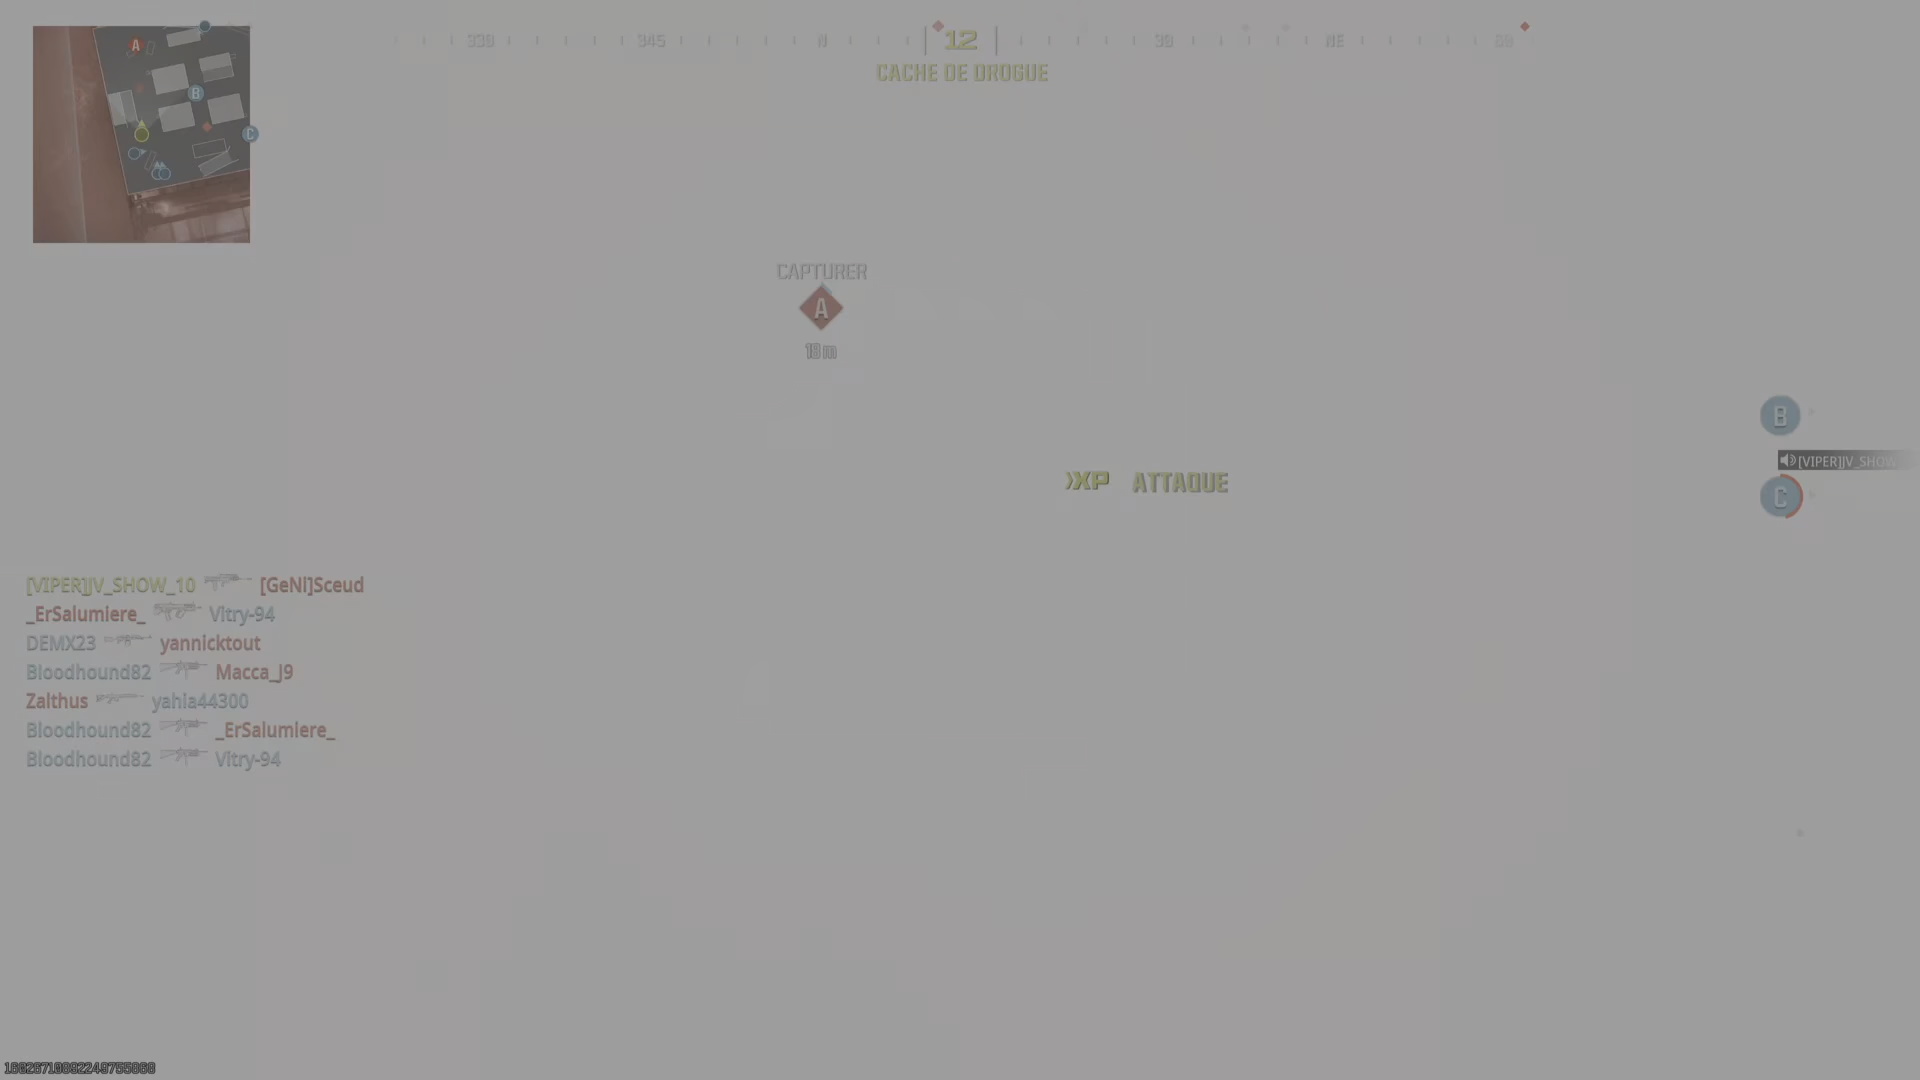 A
B
C
330
345
N
12
30
NE
60
CACHE DE DROGUE
CAPTURER
A
18m
B
[VIPER]JV_SHOW
C
XP ATTAQUE
[VIPER]JV_SHOW_10 [GeNi]Sceud
_ErSalumiere_ Vitry-94
DEMX23 yannicktout
Bloodhound82 Macca_J9
Zalthus yahia44300
Bloodhound82 _ErSalumiere_
Bloodhound82 Vitry-94